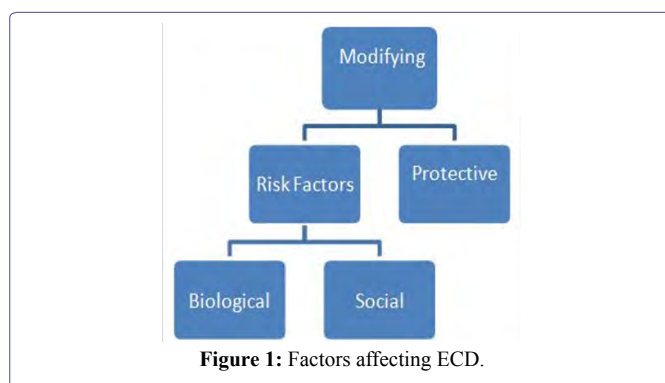 Modifying
Risk Factors
Protective
Biological
Social
Figure 1: Factors affecting ECD.